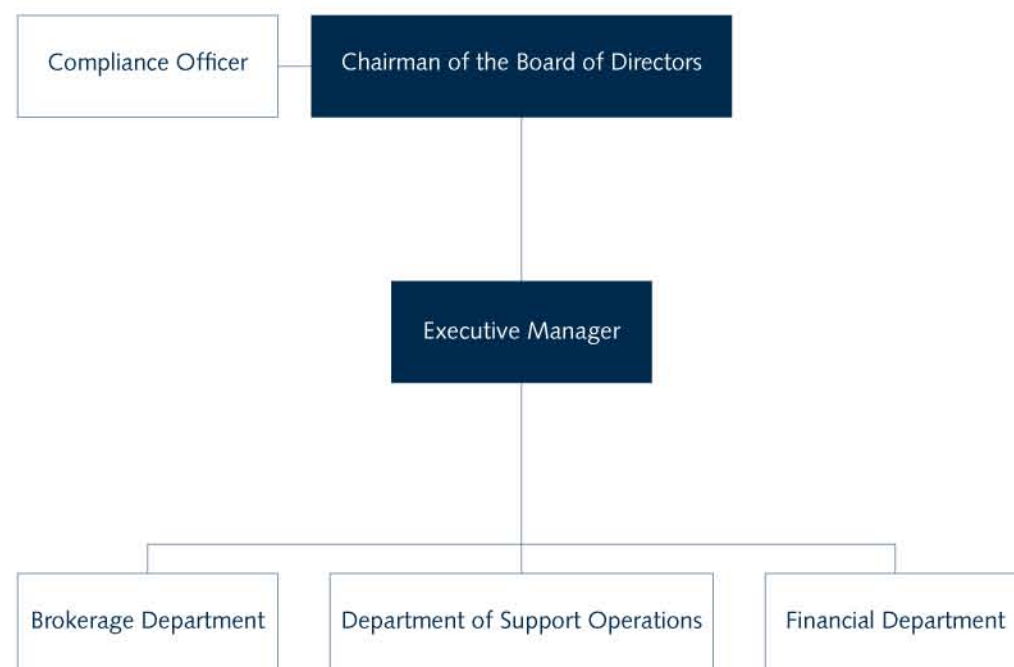 Compliance Officer
Chairman of the Board of Directors
Executive Manager
Brokerage Department
Department of Support Operations
Financial Department